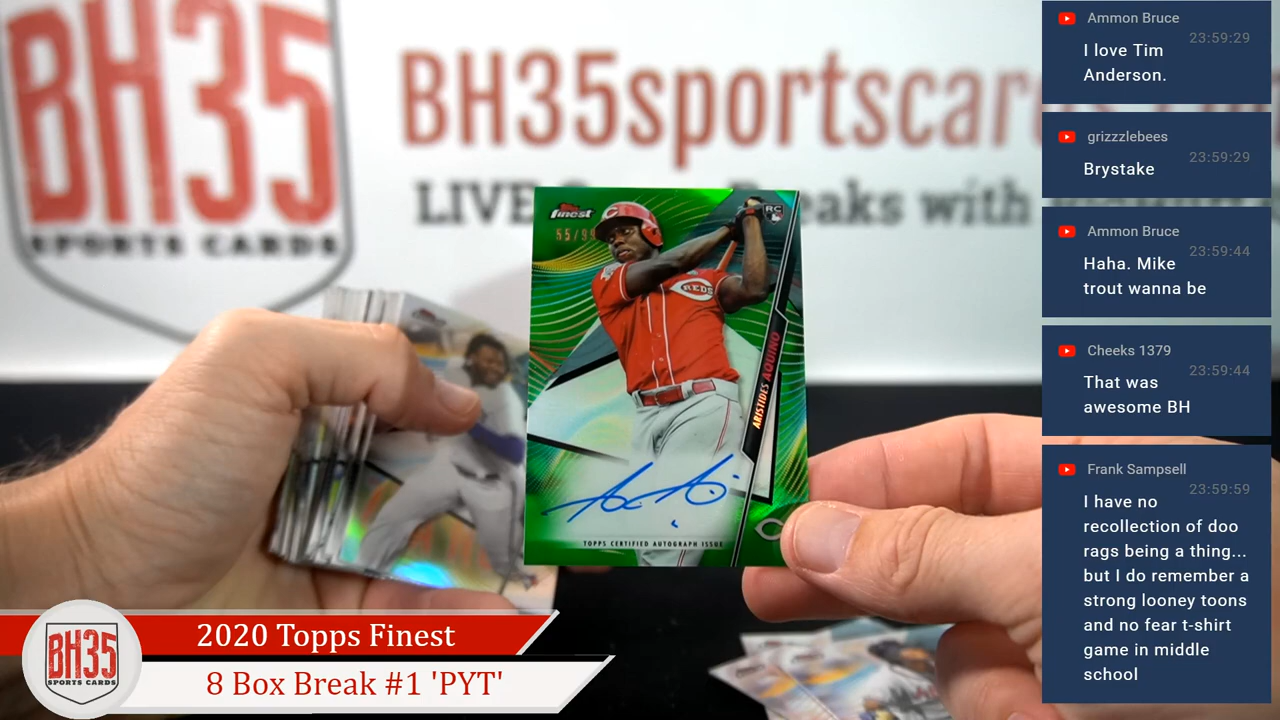 BH35
SPORTS CARDS
BH35sportscar
LIVE
eaks with
Topps
Finest
55/99
RC
REDS
ARISTIDES AQUINO
TOPPS CERTIFIED AUTOGRAPH ISSUE
2020 Topps Finest
8 Box Break #1 'PYT'
BH35
SPORTS CARDS
Ammon Bruce
23:59:29
I love Tim
Anderson.
grizzzlebees
23:59:29
Brystake
Ammon Bruce
23:59:44
Haha. Mike
trout wanna be
Cheeks 1379
23:59:44
That was
awesome BH
Frank Sampsell
23:59:59
I have no
recollection of doo
rags being a thing...
but I do remember a
strong looney toons
and no fear t-shirt
game in middle
school